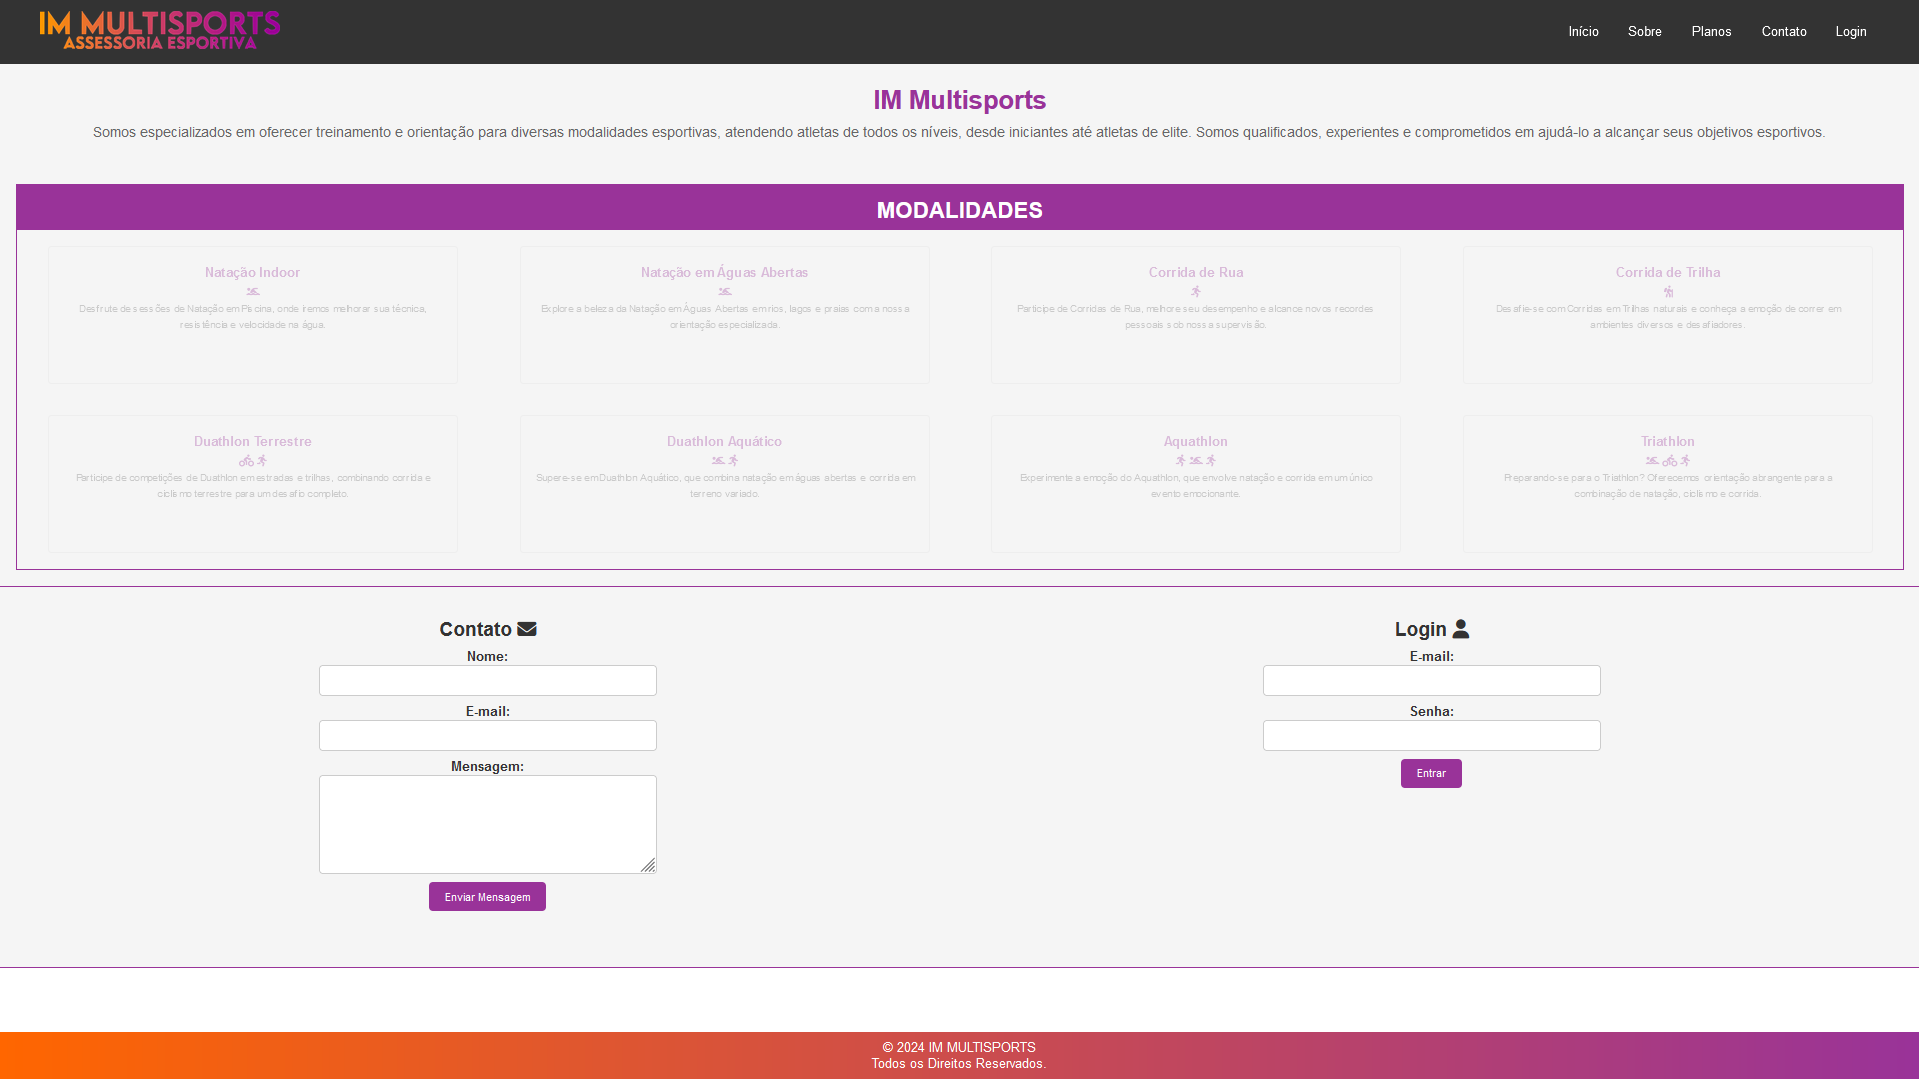 IM MULTISPORTS
ASSESSORIA ESPORTIVA
Início Sobre Planos Contato Login
IM Multisports
Somos especializados em oferecer treinamento e orientação para diversas modalidades esportivas, atendendo atletas de todos os níveis, desde iniciantes até atletas de elite. Somos qualificados, experientes e comprometidos em ajudá-lo a alcançar seus objetivos esportivos.
MODALIDADES
Natação Indoor
Desfrute de sessões de Natação em Piscina, onde iremos melhorar sua técnica,
resistência e velocidade na água.
Natação em Águas Abertas
Explore a beleza da Natação em Águas Abertas em rios, lagos e praias com a nossa
orientação especializada.
Corrida de Rua
Participe de Corridas de Rua, melhore seu desempenho e alcance novos recordes
pessoais sob nossa supervisão.
Corrida de Trilha
Desafie-se com Corridas em Trilhas naturais e conheça a emoção de correr em
ambientes diversos e desafiadores.
Duathlon Terrestre
Participe de competições de Duathlon em estradas e trilhas, combinando corrida e
ciclismo terrestre para um desafio completo.
Duathlon Aquático
Supere-se em Duathlon Aquático, que combina natação em águas abertas e corrida em
terreno variado.
Aquathlon
Experimente a emoção do Aquathlon, que envolve natação e corrida em um único
evento emocionante.
Triathlon
Preparando-se para o Triathlon? Oferecemos orientação abrangente para a
combinação de natação, ciclismo e corrida.
Contato
Nome:
E-mail:
Mensagem:
Enviar Mensagem
Login
E-mail:
Senha:
Entrar
© 2024 IM MULTISPORTS
Todos os Direitos Reservados.